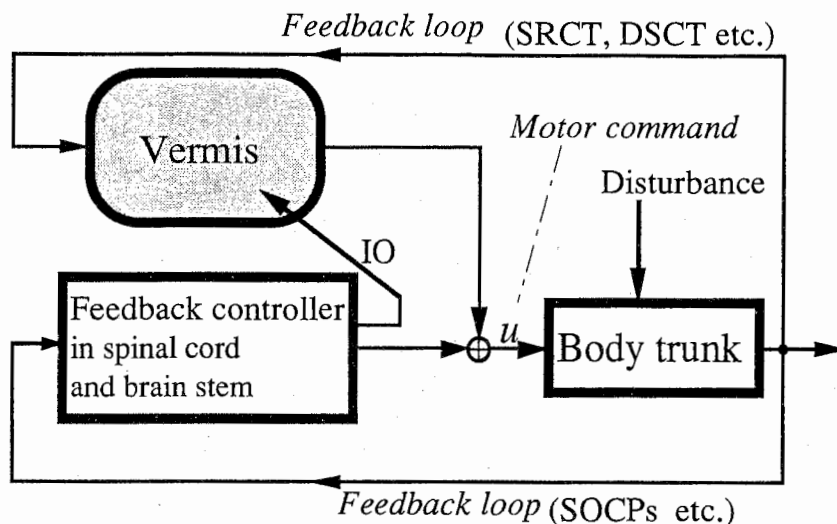 Feedback loop (SRCT, DSCT etc.)
Vermis
Motor command
Disturbance
IO
Feedback controller
in spinal cord
and brain stem
u
Body trunk
Feedback loop (SOCPs etc.)